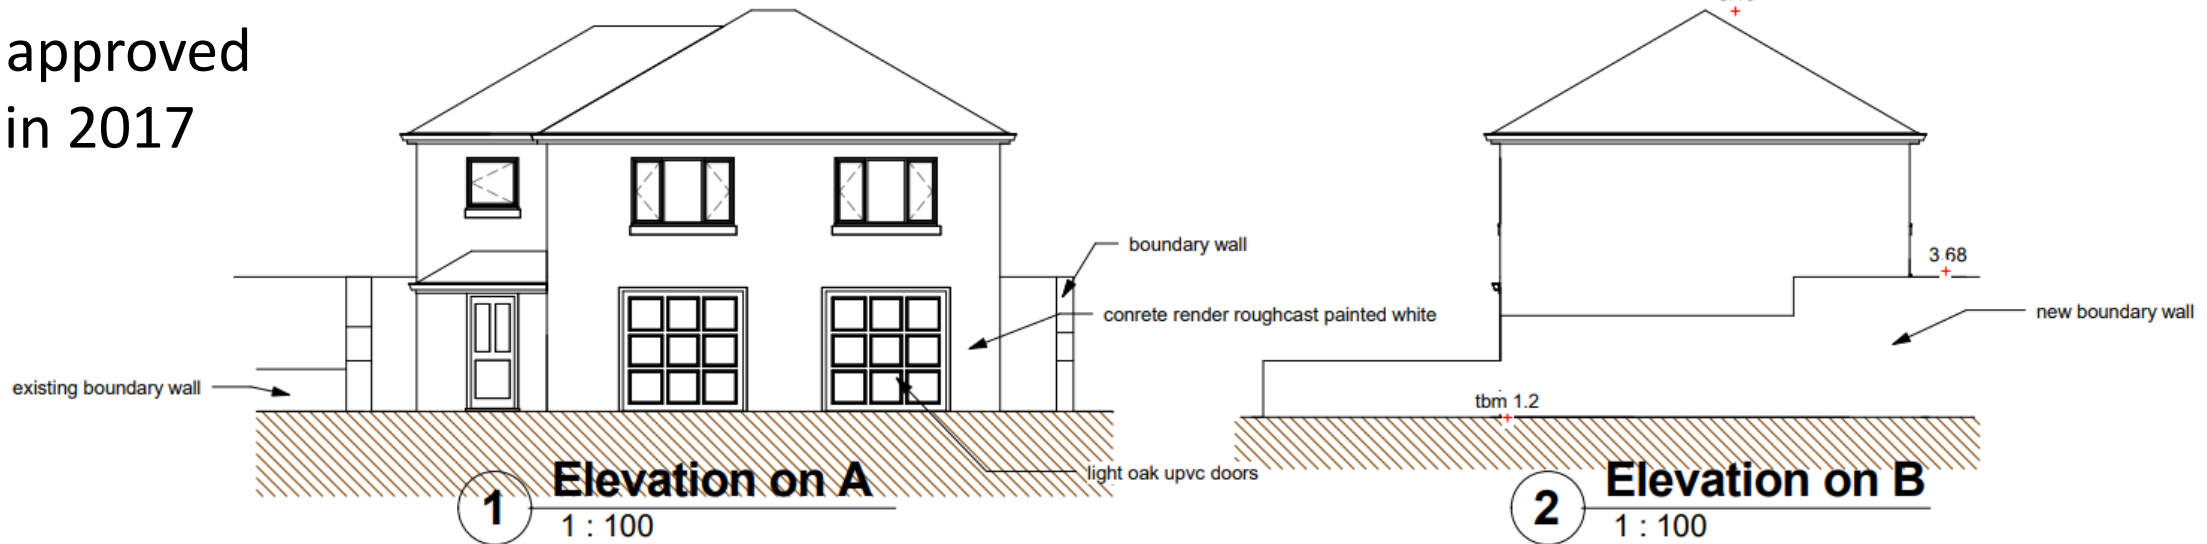 approved
in 2017
boundary wall
conrete render roughcast painted white
existing boundary wall
light oak upvc doors
1
Elevation on A
1 : 100
3.68
new boundary wall
tbm 1.2
2
Elevation on B
1 : 100